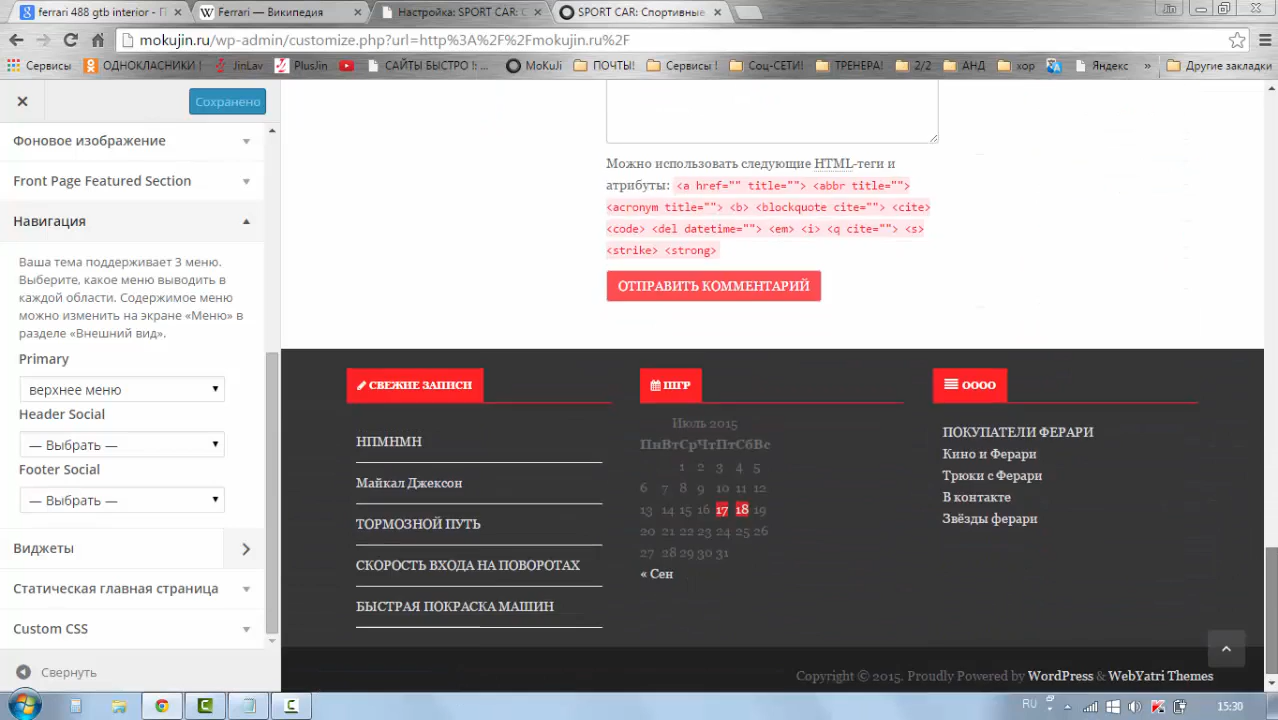 ferrari 488 gtb interior - П
Ferrari — Википедия
Настройка: SPORT CAR: С
SPORT CAR: Спортивные
mokujin.ru/wp-admin/customize.php?url=http%3A%2F%2Fmokujin.ru%2F
Сервисы
ОДНОКЛАСНИКИ
JinLav
PlusJin
САЙТЫ БЫСТРО !: ...
MoKuJi
ПОЧТЫ!
Сервисы !
Соц-СЕТИ!
ТРЕНЕРА!
2/2
АНД
хор
Яндекс
»
Другие закладки
Сохранено
Фоновое изображение
Front Page Featured Section
Навигация
Ваша тема поддерживает 3 меню.
Выберите, какое меню выводить в
каждой области. Содержимое меню
можно изменить на экране «Меню» в
разделе «Внешний вид».
Primary
верхнее меню
Header Social
— Выбрать —
Footer Social
— Выбрать —
Виджеты
Статическая главная страница
Custom CSS
Свернуть
Можно использовать следующие HTML-теги и
атрибуты: <a href="" title=""> <abbr title="">
<acronym title=""> <b> <blockquote cite=""> <cite>
<code> <del datetime=""> <em> <i> <q cite=""> <s>
<strike> <strong>
ОТПРАВИТЬ КОММЕНТАРИЙ
СВЕЖИЕ ЗАПИСИ
НПМНМН
Майкал Джексон
ТОРМОЗНОЙ ПУТЬ
СКОРОСТЬ ВХОДА НА ПОВОРОТАХ
БЫСТРАЯ ПОКРАСКА МАШИН
ШГР
Июль 2015
Пн Вт Ср Чт Пт Сб Вс
1 2 3 4 5
6 7 8 9 10 11 12
13 14 15 16 17 18 19
20 21 22 23 24 25 26
27 28 29 30 31
« Сен
ОООО
ПОКУПАТЕЛИ ФЕРАРИ
Кино и Ферари
Трюки с Ферари
В контакте
Звёзды ферари
Copyright © 2015. Proudly Powered by WordPress & WebYatri Themes
RU
15:30